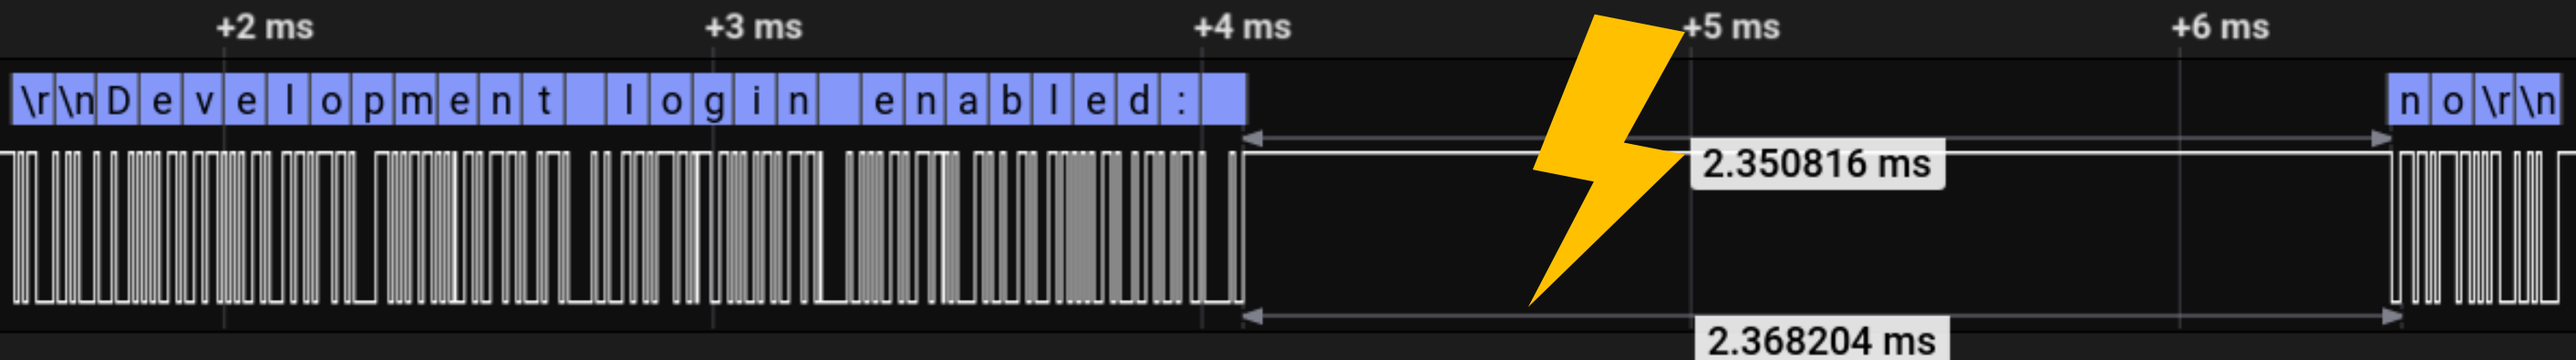 +2 ms +3 ms +4 ms +5 ms +6 ms
\r\nDevelopment login enabled: no\r\n
2.350816 ms
2.368204 ms